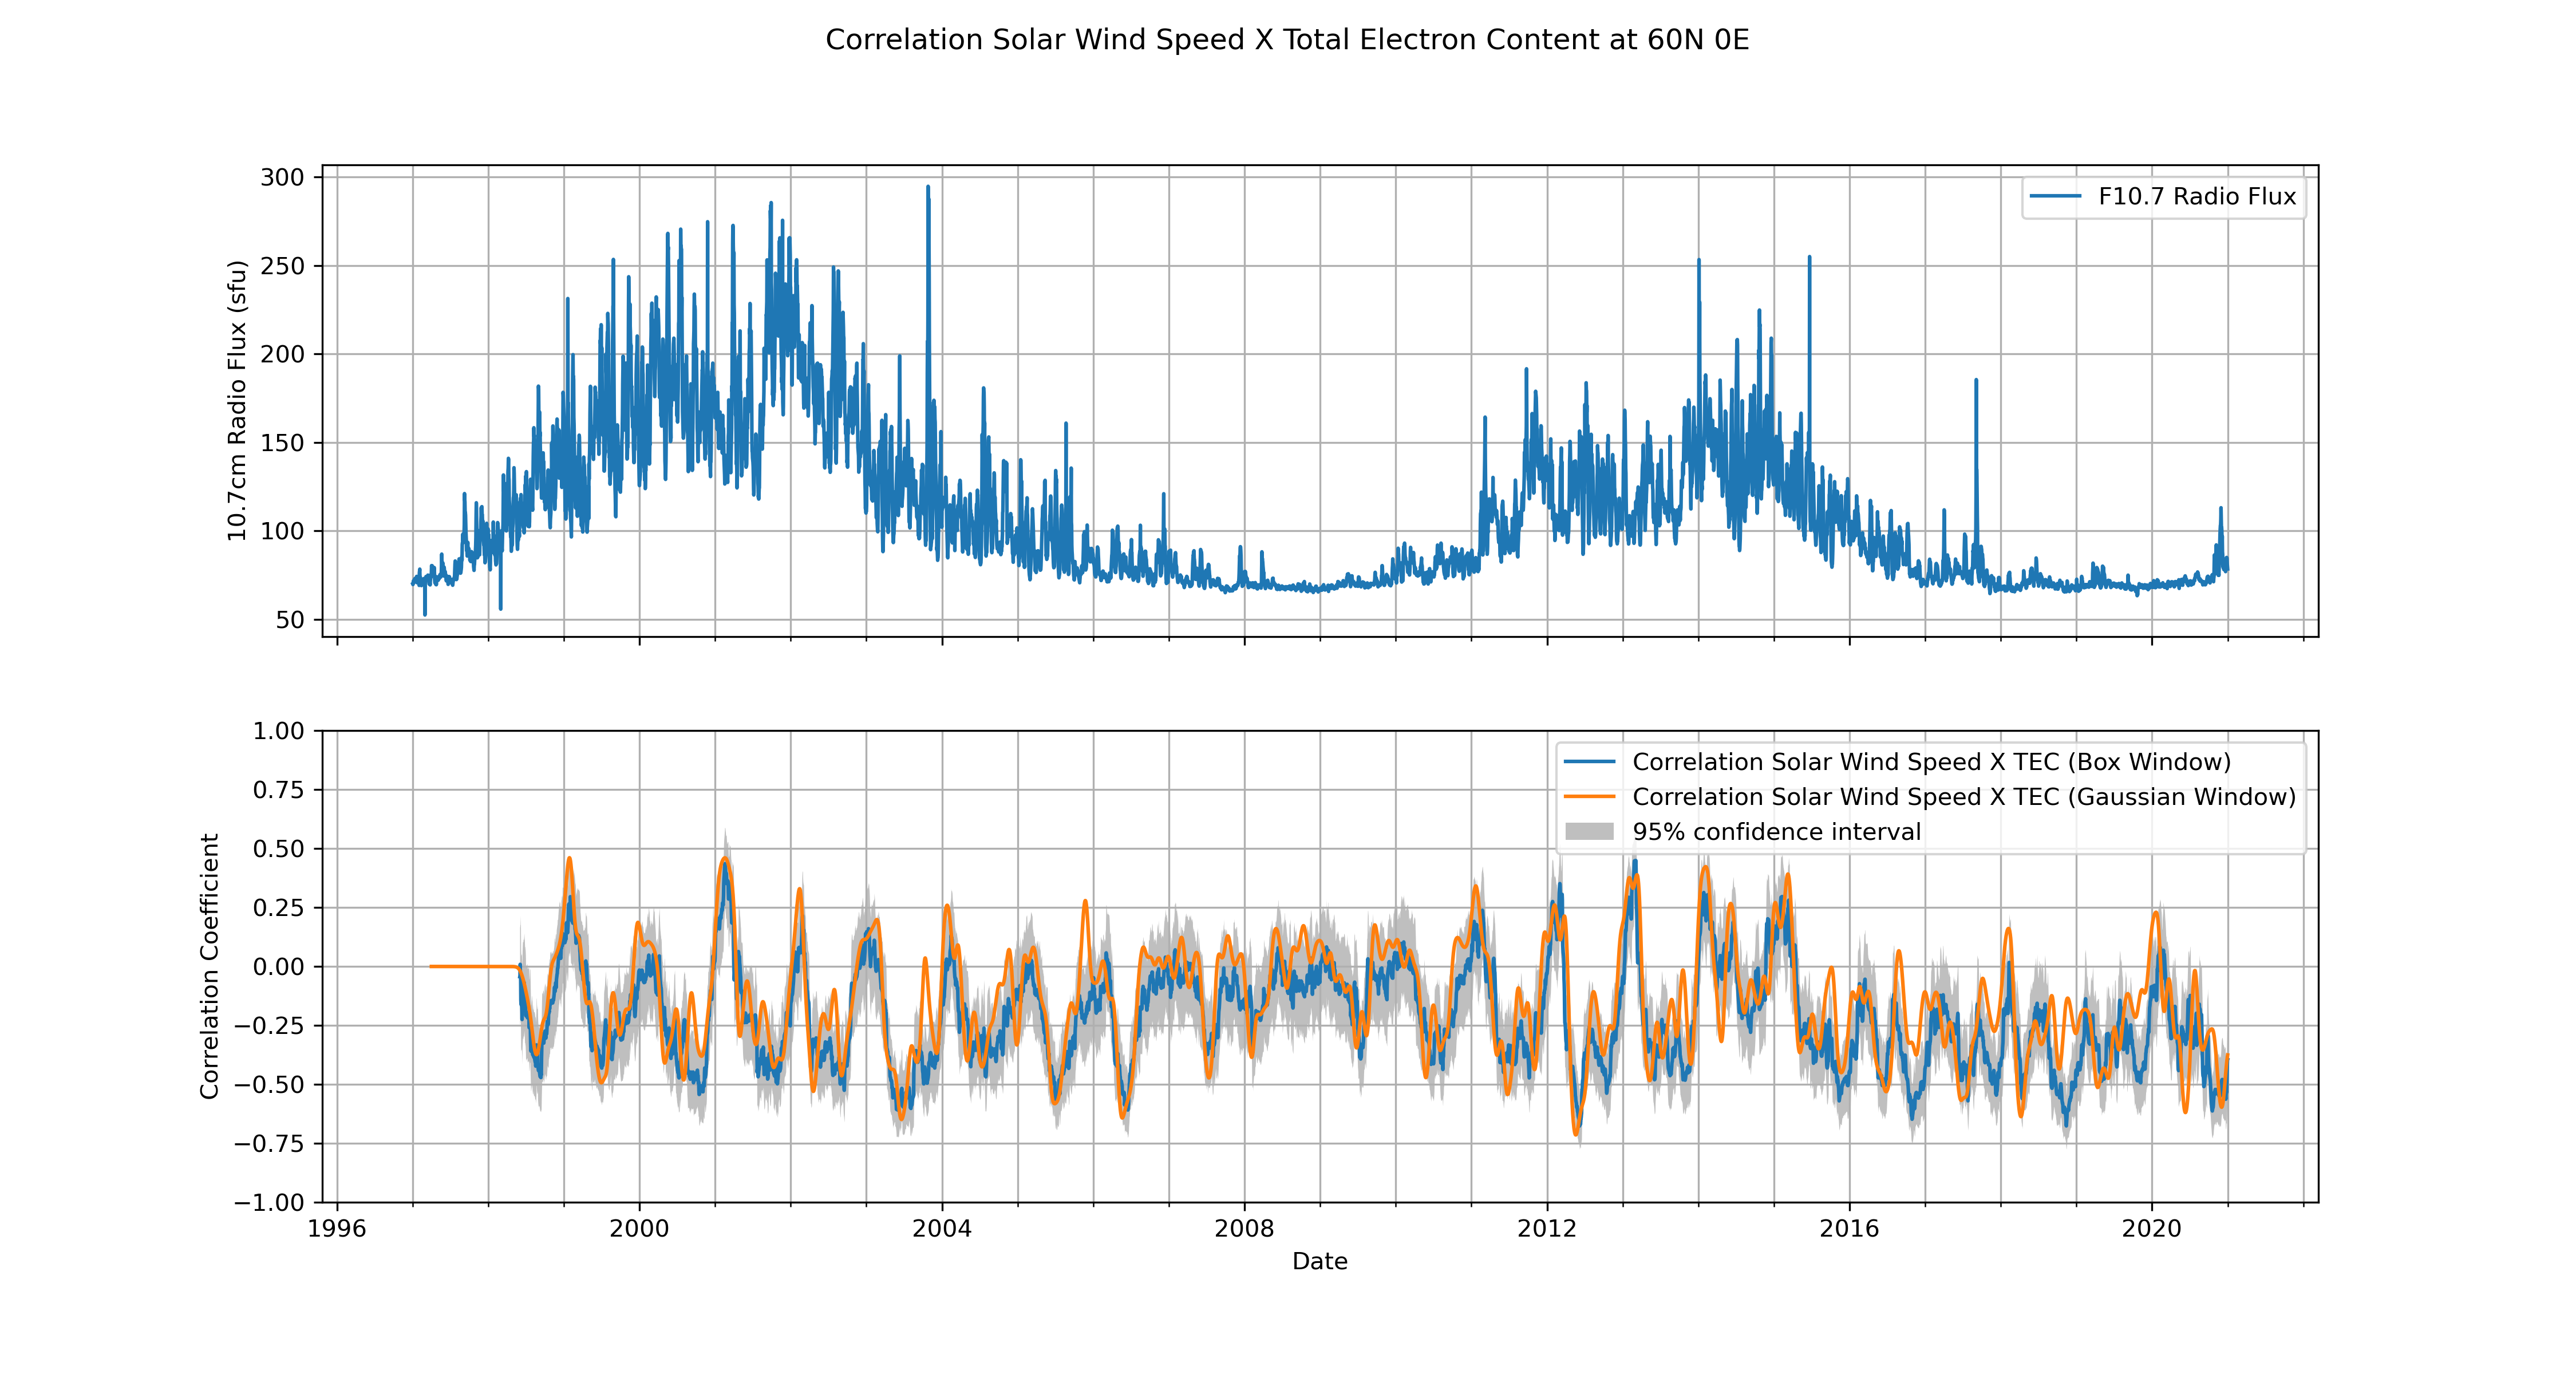 Correlation Solar Wind Speed X Total Electron Content at 60N 0E
10.7cm Radio Flux (sfu)
300
250
200
150
100
50
F10.7 Radio Flux
Correlation Coefficient
1.00
0.75
0.50
0.25
0.00
−0.25
−0.50
−0.75
−1.00
Correlation Solar Wind Speed X TEC (Box Window)
Correlation Solar Wind Speed X TEC (Gaussian Window)
95% confidence interval
1996 2000 2004 2008 2012 2016 2020
Date